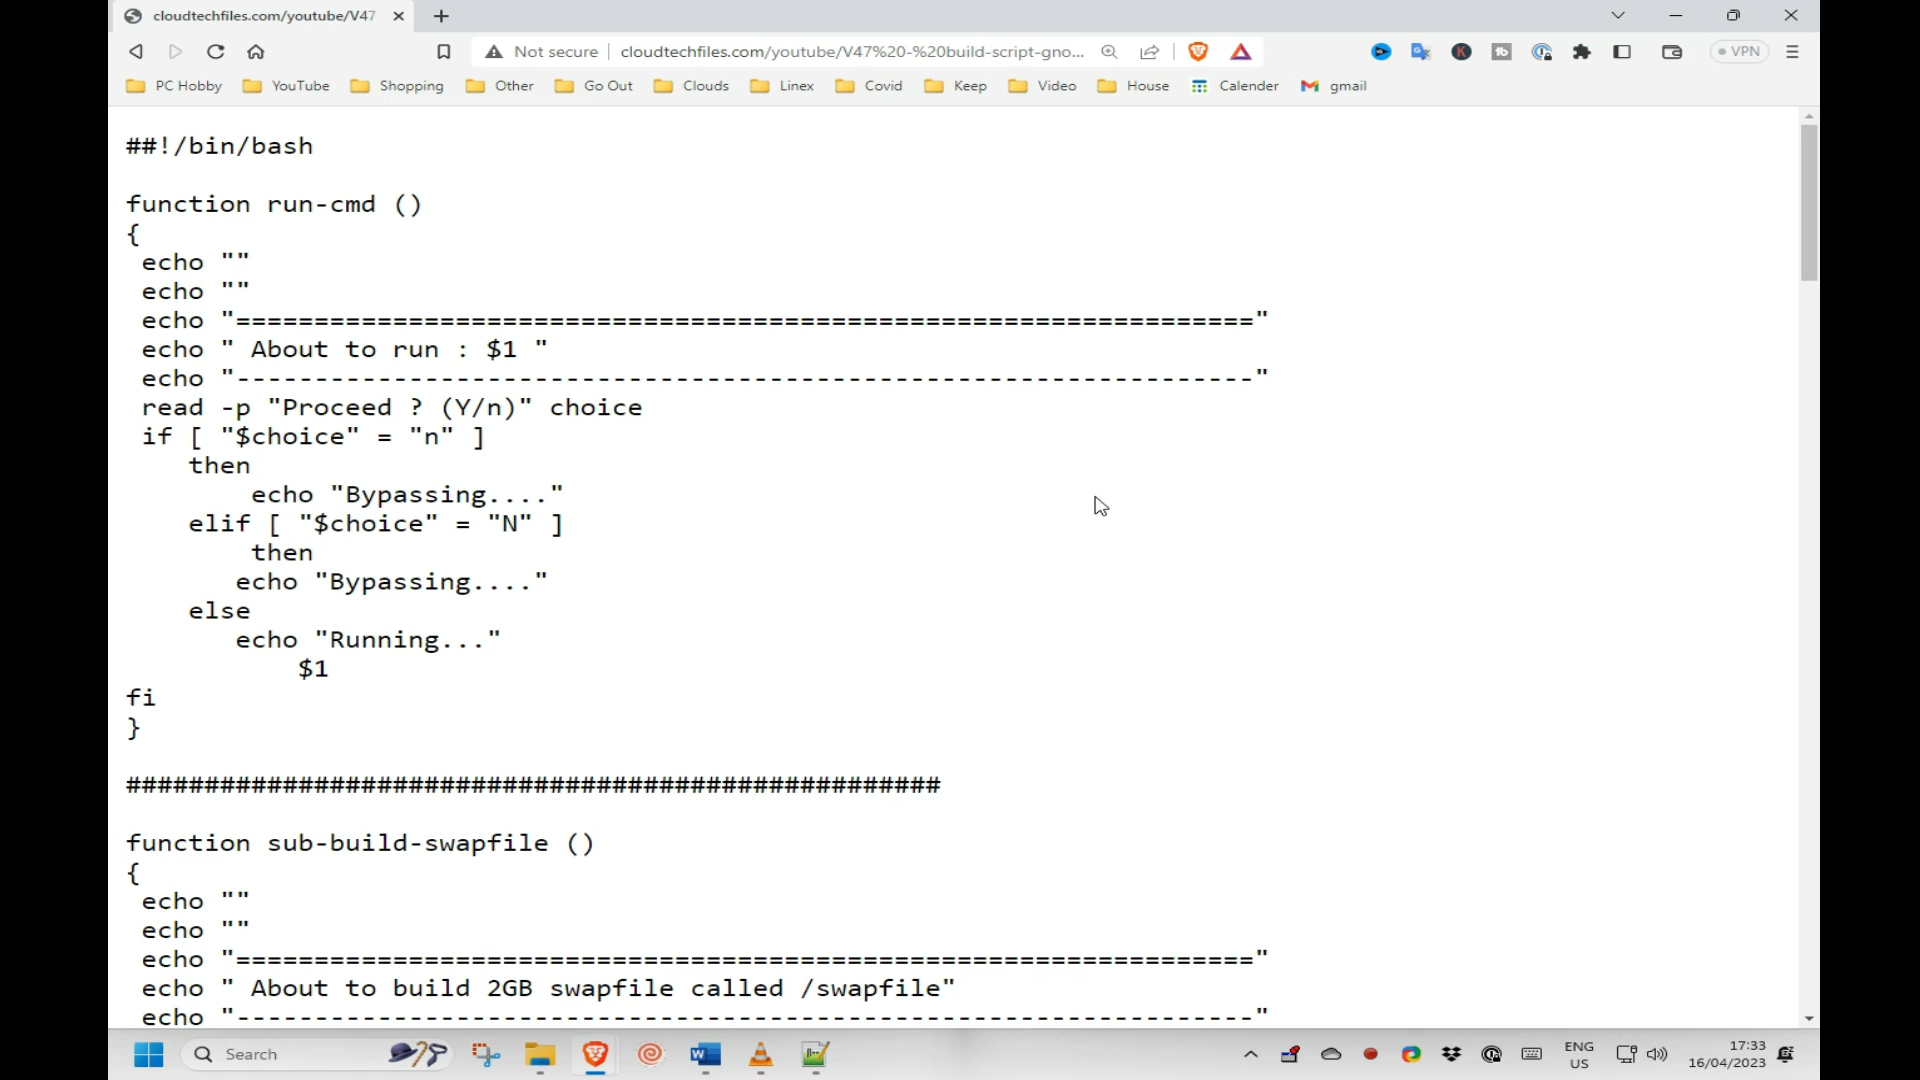 cloudtechfiles.com/youtube/V47
Not secure
cloudtechfiles.com/youtube/V47%20-%20build-script-gno...
VPN
PC Hobby
YouTube
Shopping
Other
Go Out
Clouds
Linex
Covid
Keep
Video
House
Calender
gmail
##!/bin/bash
function run-cmd ()
{
echo ""
echo ""
echo "================================================================="
echo " About to run : $1 "
echo "-----------------------------------------------------------------"
read -p "Proceed ? (Y/n)" choice
if [ "$choice" = "n" ]
then
echo "Bypassing...."
elif [ "$choice" = "N" ]
then
echo "Bypassing...."
else
echo "Running..."
$1
fi
}
####################################################
function sub-build-swapfile ()
{
echo ""
echo ""
echo "================================================================="
echo " About to build 2GB swapfile called /swapfile"
echo "-----------------------------------------------------------------"
Search
ENG
US
17:33
16/04/2023